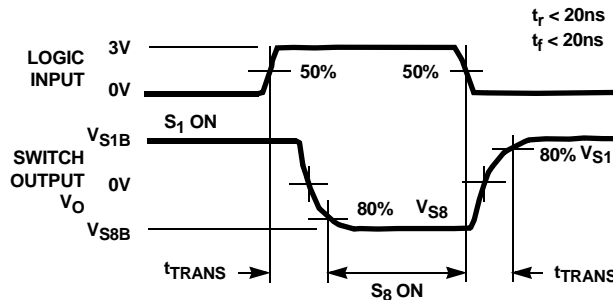 tr < 20ns
tf < 20ns
LOGIC
INPUT
3V
0V
50%
50%
S1 ON
VS1B
SWITCH
OUTPUT
VO
0V
VS8B
80%
VS8
80% VS1
tTRANS
S8 ON
tTRANS